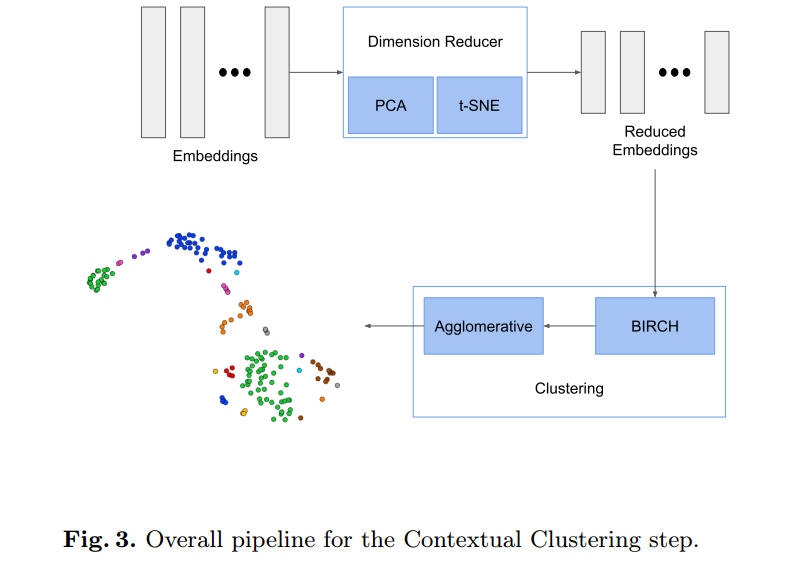 Dimension Reducer
PCA
t-SNE
Embeddings
Reduced
Embeddings
Agglomerative
BIRCH
Clustering
Fig. 3. Overall pipeline for the Contextual Clustering step.